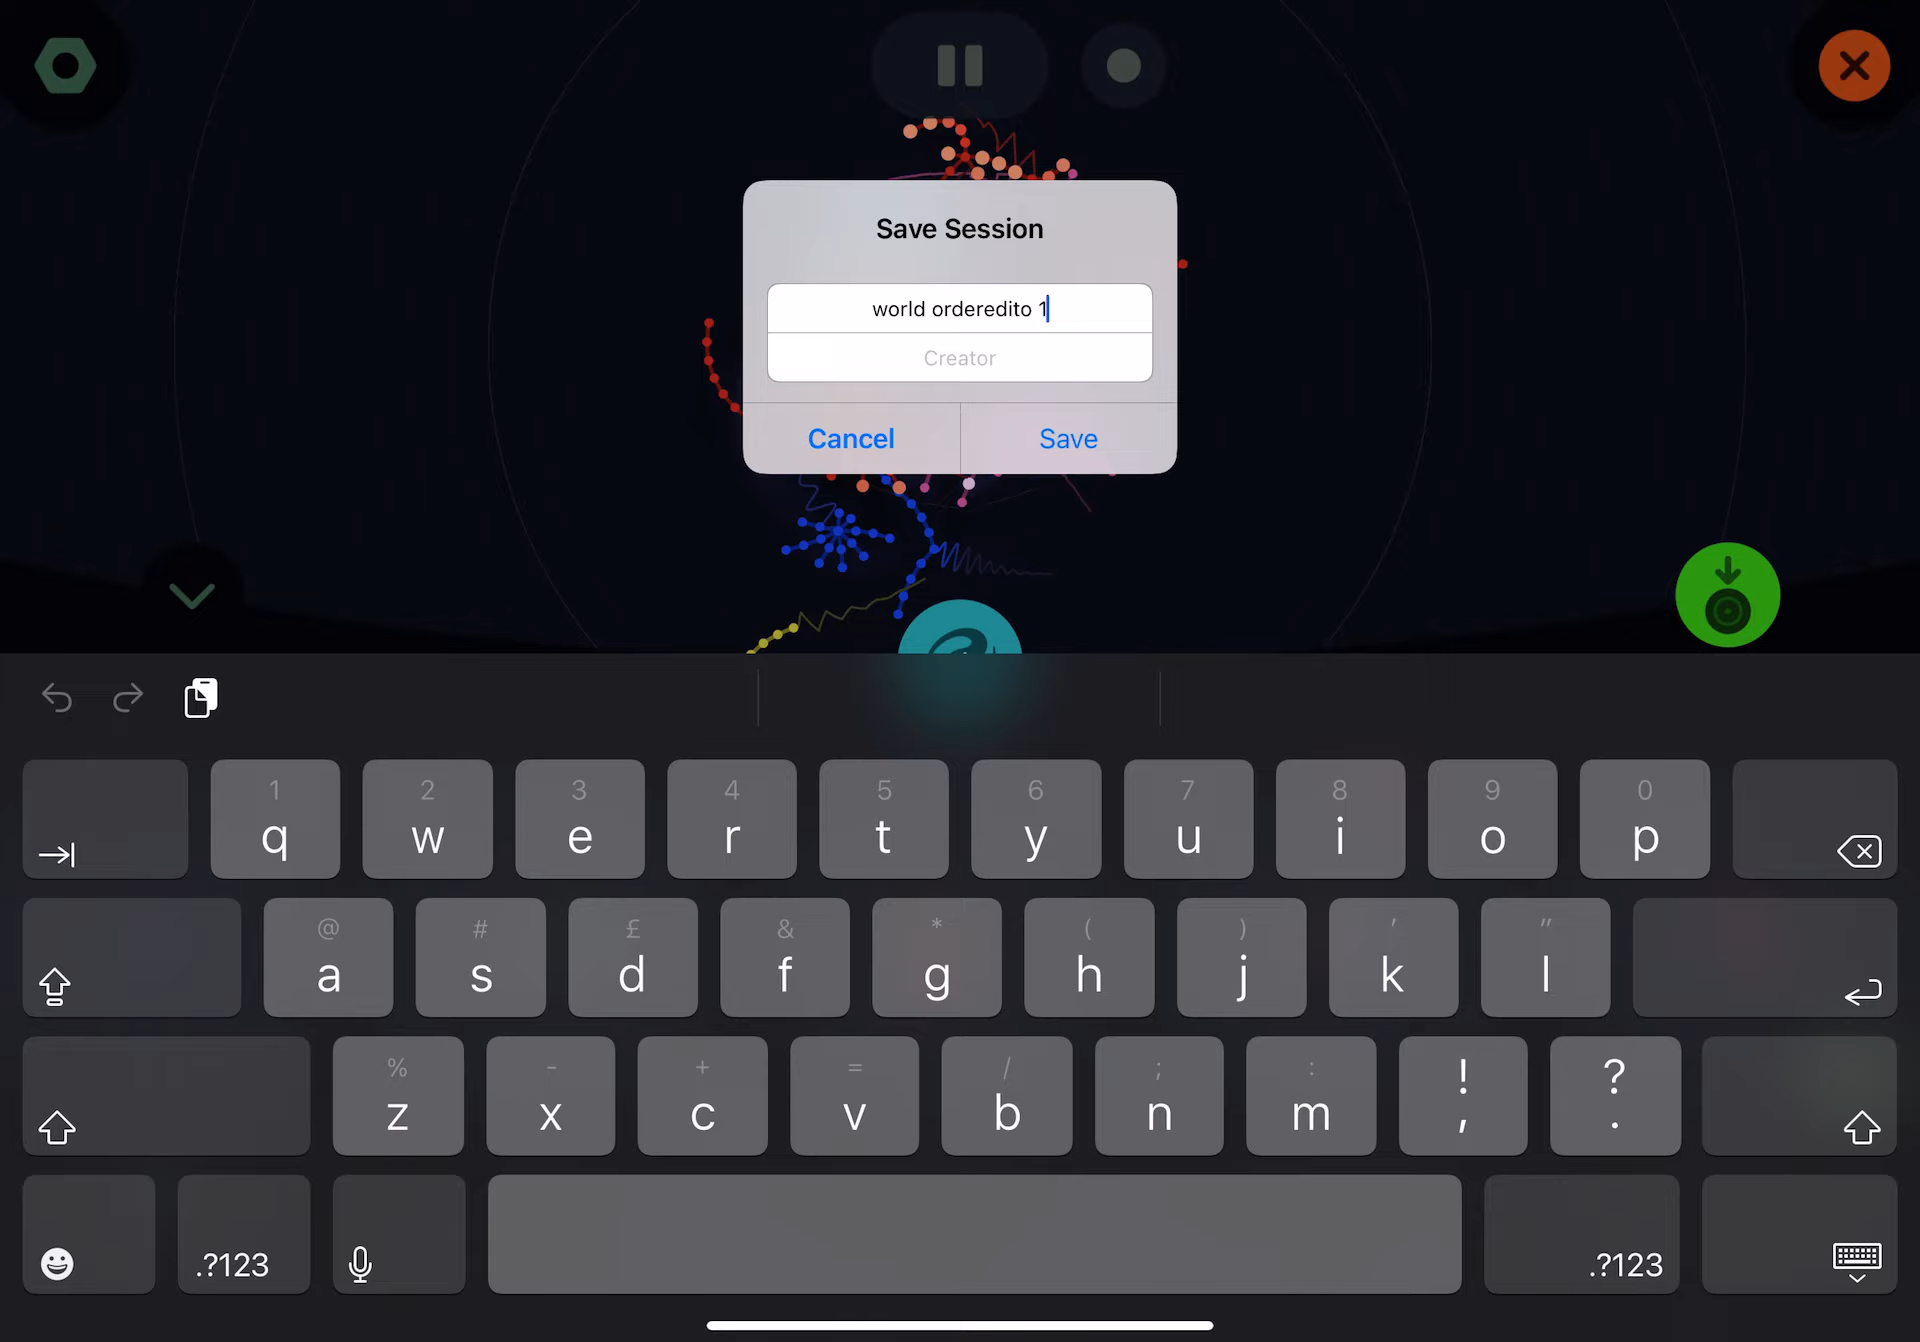 Save Session
world orderedito 1
Creator
Cancel Save
1 2 3 4 5 6 7 8 9 0
q w e r t y u i o p
@ # £ & * ( ) ' "
a s d f g h j k l
% - + = / ; : ! ?
z x c v b n m , .
.?123 .?123